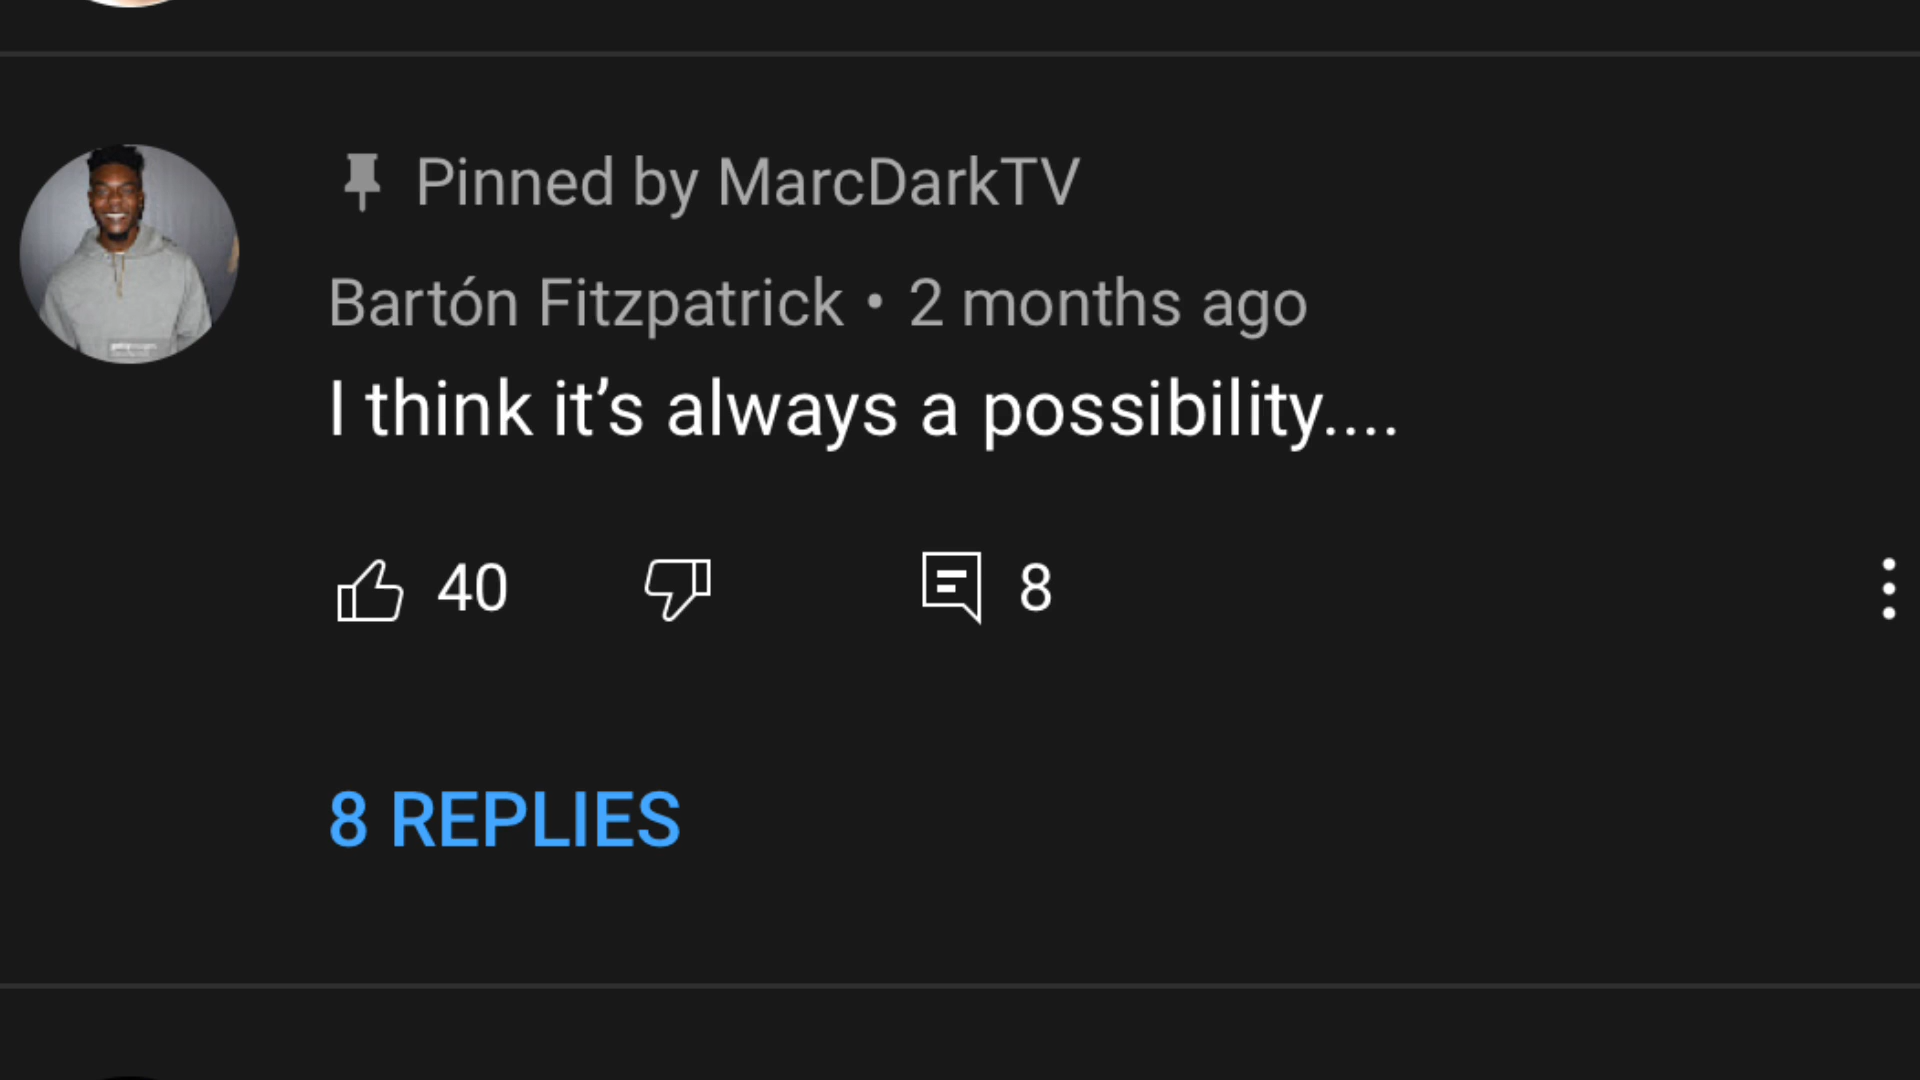 Pinned by MarcDarkTV
Bartón Fitzpatrick • 2 months ago
I think it’s always a possibility....
40 8
8 REPLIES